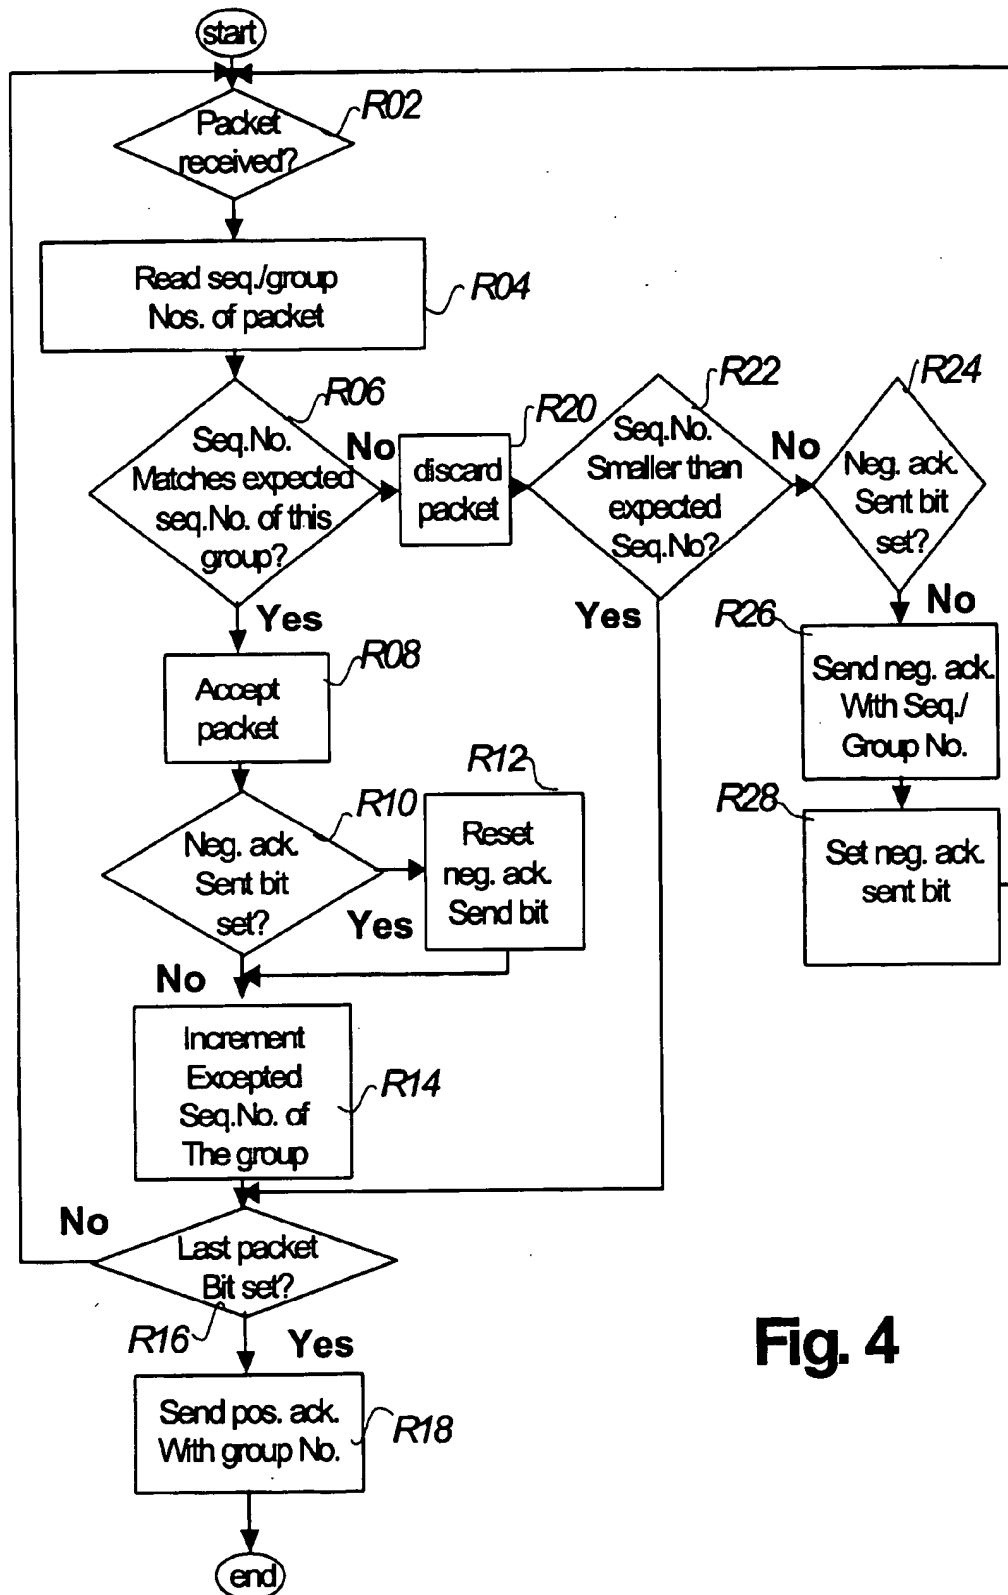 start
R02
Packet
received?
Read seq./group
Nos. of packet
R04
R06
Seq.No.
Matches expected
seq.No. of this
group?
No
Yes
R20
discard
packet
R22
Seq.No.
Smaller than
expected
Seq.No?
No
Yes
R24
Neg. ack.
Sent bit
set?
No
R26
Send neg. ack.
With Seq./
Group No.
R28
Set neg. ack.
sent bit
R08
Accept
packet
R10
Neg. ack.
Sent bit
set?
Yes
No
R12
Reset
neg. ack.
Send bit
Increment
Excepted
Seq.No. of
The group
R14
No
Last packet
Bit set?
R16
Yes
Send pos. ack.
With group No.
R18
end
Fig. 4